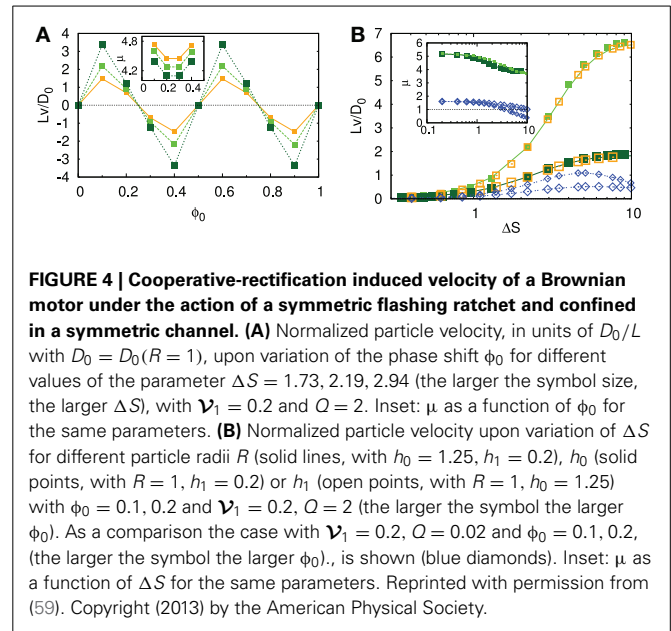 A
4
3
2
1
0
-1
-2
-3
-4
Lv/D₀
4.8
4.2
μ
0 0.2 0.4
0 0.2 0.4 0.6 0.8 1
ϕ₀
B
7
6
5
4
3
2
1
0
Lv/D₀
5
4
3
2
1
0
μ
0.1 1 10
1 10
ΔS
FIGURE 4 | Cooperative-rectification induced velocity of a Brownian
motor under the action of a symmetric flashing ratchet and confined
in a symmetric channel. (A) Normalized particle velocity, in units of D₀/L
with D₀ = D₀(R = 1), upon variation of the phase shift ϕ₀ for different
values of the parameter ΔS = 1.73, 2.19, 2.94 (the larger the symbol size,
the larger ΔS), with 𝓥₁ = 0.2 and Q = 2. Inset: μ as a function of ϕ₀ for
the same parameters. (B) Normalized particle velocity upon variation of ΔS
for different particle radii R (solid lines, with h₀ = 1.25, h₁ = 0.2), h₀ (solid
points, with R = 1, h₁ = 0.2) or h₁ (open points, with R = 1, h₀ = 1.25)
with ϕ₀ = 0.1, 0.2 and 𝓥₁ = 0.2, Q = 2 (the larger the symbol the larger
ϕ₀). As a comparison the case with 𝓥₁ = 0.2, Q = 0.02 and ϕ₀ = 0.1, 0.2,
(the larger the symbol the larger ϕ₀)., is shown (blue diamonds). Inset: μ as
a function of ΔS for the same parameters. Reprinted with permission from
(59). Copyright (2013) by the American Physical Society.